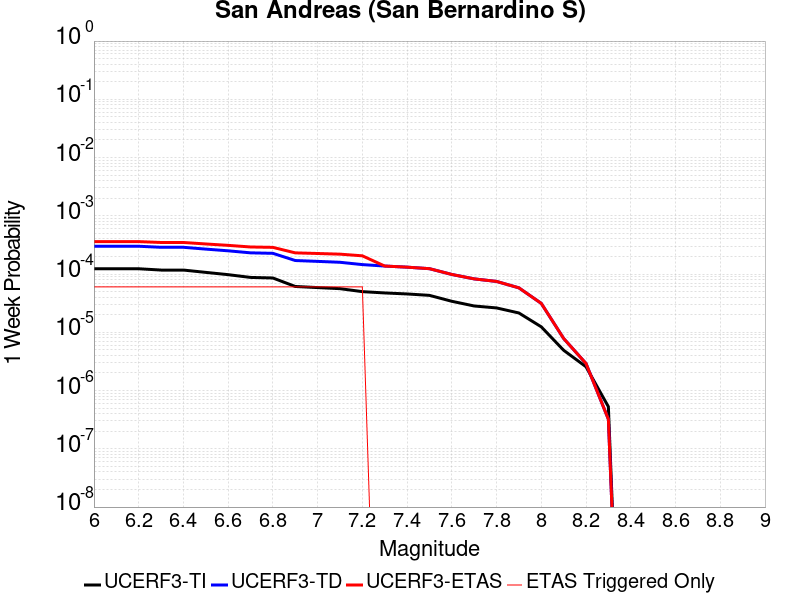 San Andreas (San Bernardino S)
10^0
10^-1
10^-2
10^-3
10^-4
10^-5
10^-6
10^-7
10^-8
1 Week Probability
6 6.2 6.4 6.6 6.8 7 7.2 7.4 7.6 7.8 8 8.2 8.4 8.6 8.8 9
Magnitude
UCERF3-TI UCERF3-TD UCERF3-ETAS ETAS Triggered Only